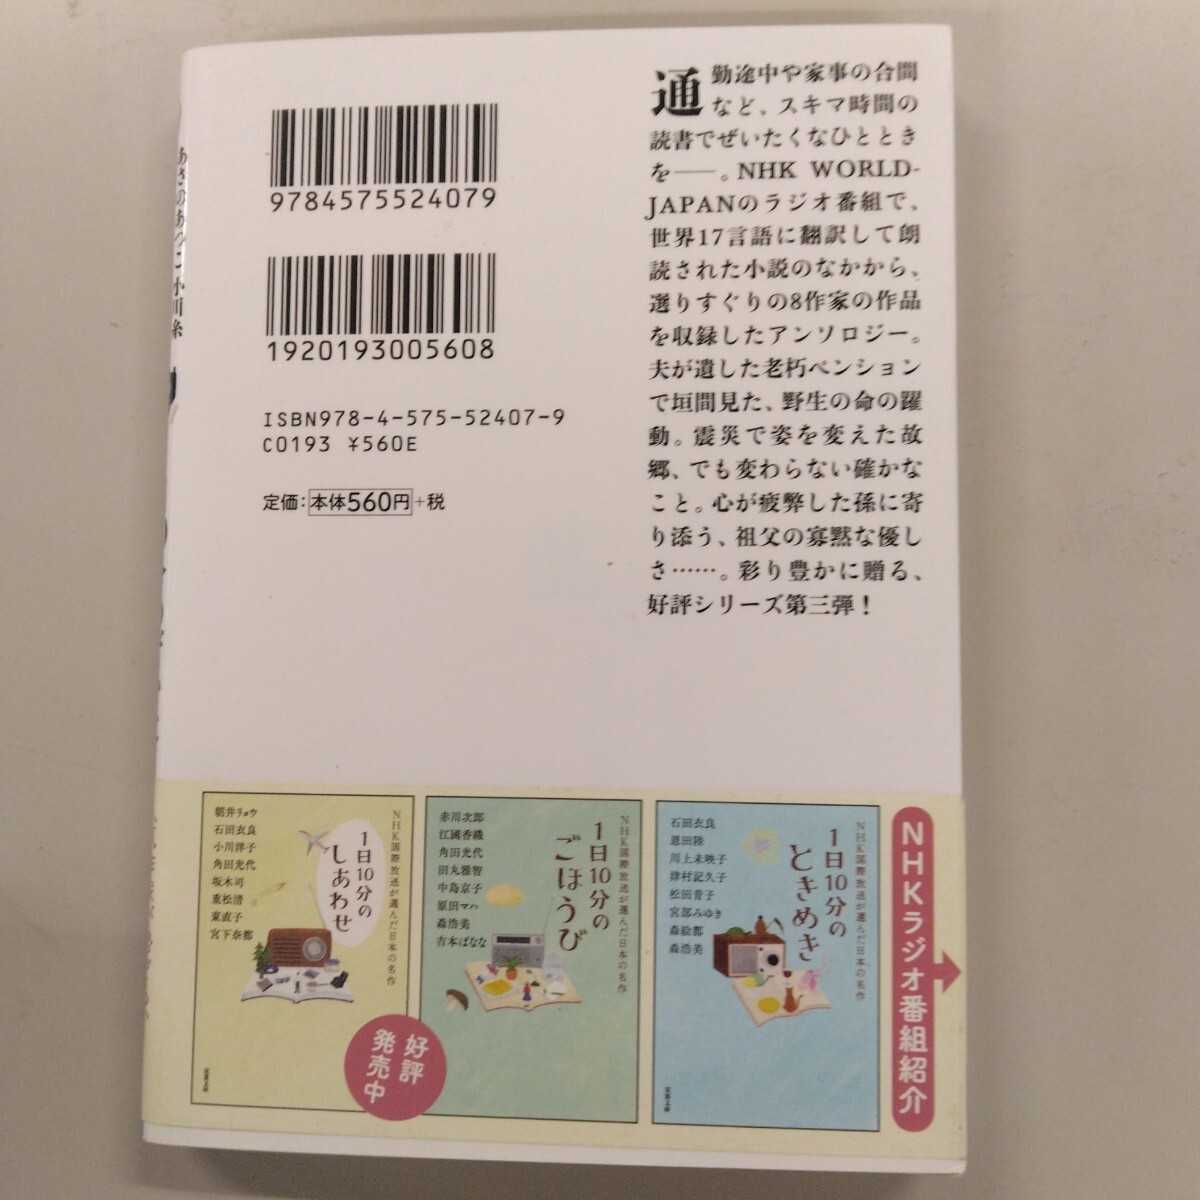 通勤途中や家事の合間
など、スキマ時間の
読書でぜいたくなひととき
を――。NHK WORLD-
JAPANのラジオ番組で、
世界17言語に翻訳して朗
読された小説のなかから、
選りすぐりの8作家の作品
を収録したアンソロジー。
夫が遺した老朽ペンション
で垣間見た、野生の命の躍
動。震災で姿を変えた故
郷、でも変わらない確かな
こと。心が疲弊した孫に寄
り添う、祖父の寡黙な優し
さ……。彩り豊かに贈る、
好評シリーズ第三弾！
9784575524079
1920193005608
ISBN978-4-575-52407-9
C0193 ¥560E
定価：本体560円+税
あさのあつこ 小川糸
NHK国際放送が選んだ日本の名作
1日10分の
しあわせ
朝井リョウ
石田衣良
小川洋子
角田光代
坂木司
重松清
東直子
宮下奈都
双葉文庫
NHK国際放送が選んだ日本の名作
1日10分の
ごほうび
赤川次郎
江國香織
角田光代
田丸雅智
中島京子
原田マハ
森浩美
吉本ばなな
NHK国際放送が選んだ日本の名作
1日10分の
ときめき
石田衣良
恩田陸
川上未映子
津村記久子
松田青子
宮部みゆき
森絵都
森浩美
双葉文庫
好評
発売中
NHKラジオ番組紹介